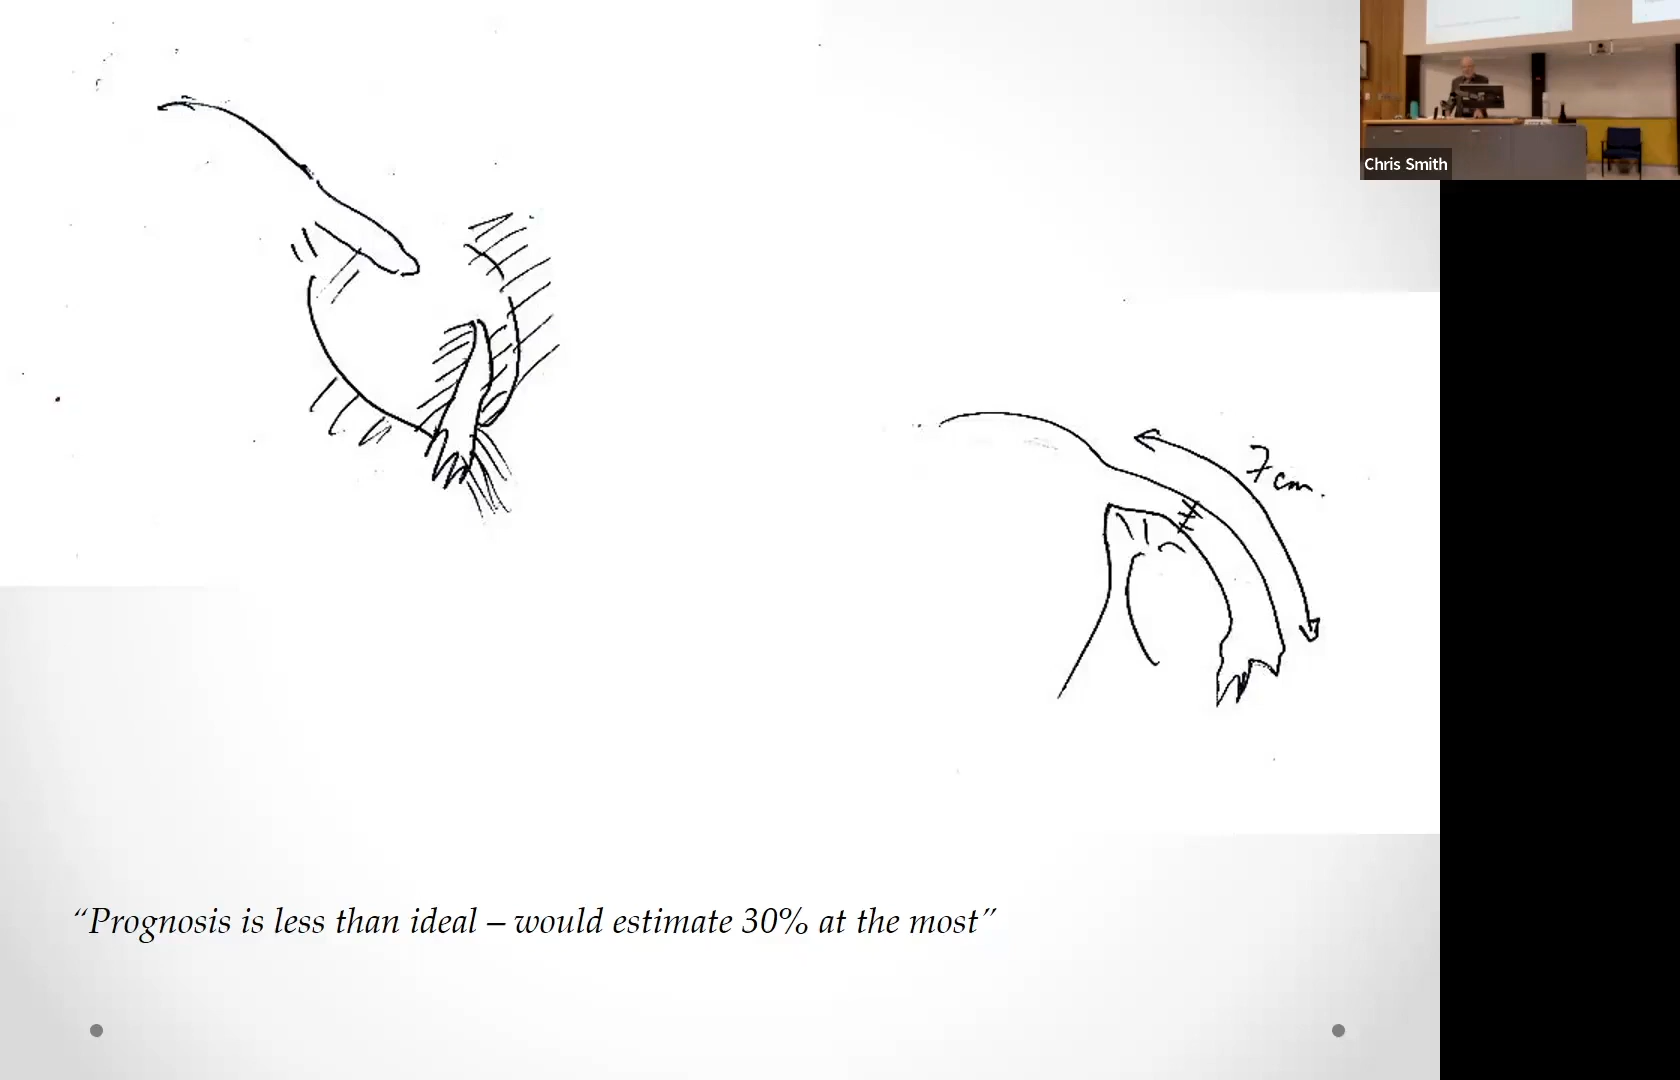 Chris Smith
7cm.
“Prognosis is less than ideal – would estimate 30% at the most”